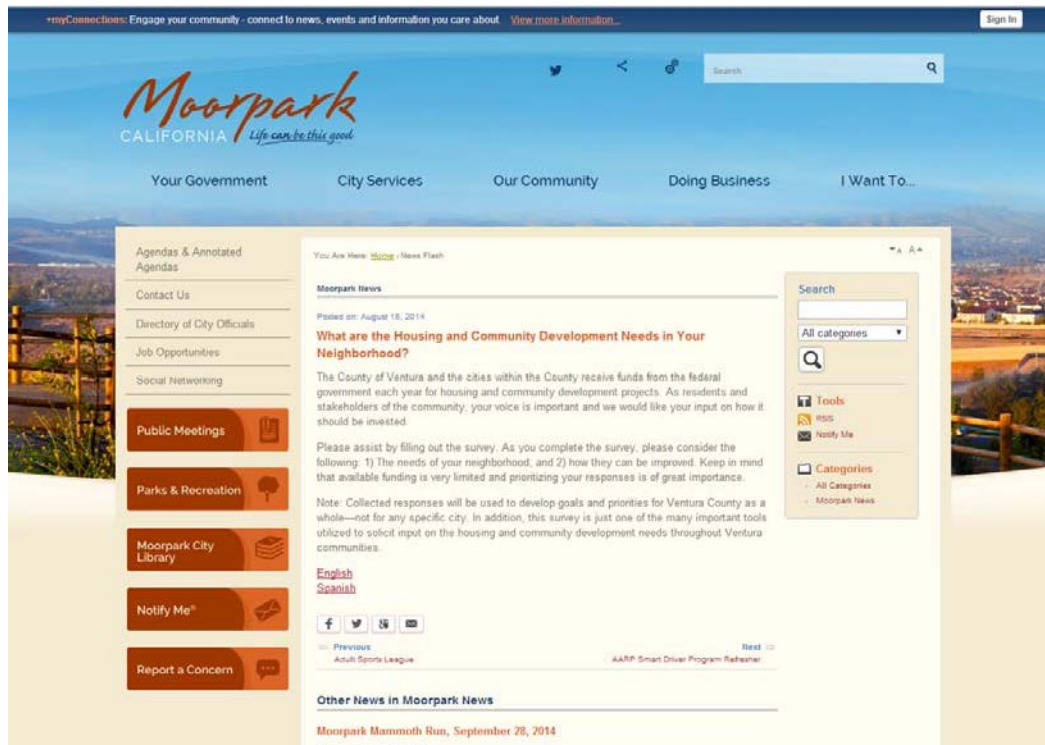 +myConnections: Engage your community - connect to news, events and information you care about. View more information...
Sign In
Search
Moorpark
CALIFORNIA
Life can be this good
Your Government
City Services
Our Community
Doing Business
I Want To...
Agendas & Annotated
Agendas
Contact Us
Directory of City Officials
Job Opportunities
Social Networking
Public Meetings
Parks & Recreation
Moorpark City
Library
Notify Me®
Report a Concern
You Are Here: Home › News Flash
A A
Moorpark News
Posted on: August 18, 2014
What are the Housing and Community Development Needs in Your
Neighborhood?
The County of Ventura and the cities within the County receive funds from the federal
government each year for housing and community development projects. As residents and
stakeholders of the community, your voice is important and we would like your input on how it
should be invested.
Please assist by filling out the survey. As you complete the survey, please consider the
following: 1) The needs of your neighborhood, and 2) how they can be improved. Keep in mind
that available funding is very limited and prioritizing your responses is of great importance.
Note: Collected responses will be used to develop goals and priorities for Ventura County as a
whole—not for any specific city. In addition, this survey is just one of the many important tools
utilized to solicit input on the housing and community development needs throughout Ventura
communities.
English
Spanish
Previous
Adult Sports League
Next
AARP Smart Driver Program Refresher
Other News in Moorpark News
Moorpark Mammoth Run, September 28, 2014
Search
All categories
Tools
RSS
Notify Me
Categories
All Categories
Moorpark News